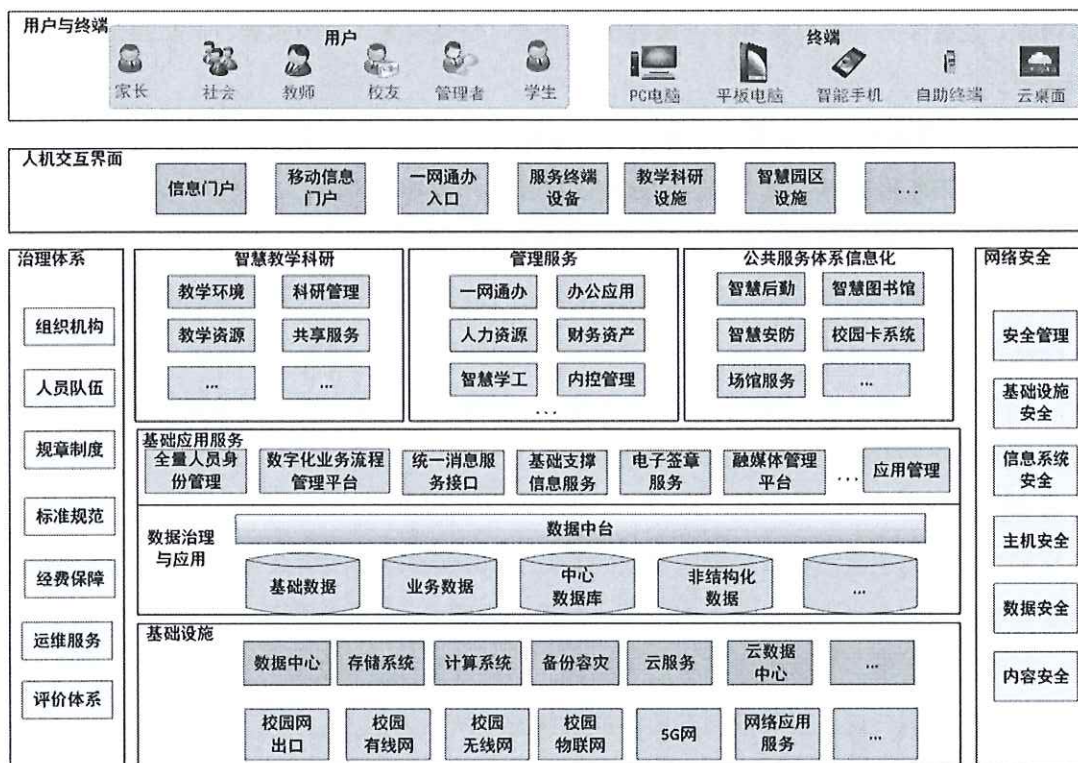 用户与终端
用户
终端
家长
社会
教师
校友
管理者
学生
PC电脑
平板电脑
智能手机
自助终端
云桌面
人机交互界面
信息门户
移动信息
门户
一网通办
入口
服务终端
设备
教学科研
设施
智慧园区
设施
...
治理体系
组织机构
人员队伍
规章制度
标准规范
经费保障
运维服务
评价体系
智慧教学科研
教学环境
科研管理
教学资源
共享服务
...
...
管理服务
一网通办
办公应用
人力资源
财务资产
智慧学工
内控管理
...
公共服务体系信息化
智慧后勤
智慧图书馆
智慧安防
校园卡系统
场馆服务
...
基础应用服务
全量人员身
份管理
数字化业务流程
管理平台
统一消息服
务接口
基础支撑
信息服务
电子签章
服务
融媒体管理
平台
...
应用管理
数据治理
与应用
数据中台
基础数据
业务数据
中心
数据库
非结构化
数据
...
基础设施
数据中心
存储系统
计算系统
备份容灾
云服务
云数据
中心
...
校园网
出口
校园
有线网
校园
无线网
校园
物联网
5G网
网络应用
服务
...
网络安全
安全管理
基础设施
安全
信息系统
安全
主机安全
数据安全
内容安全